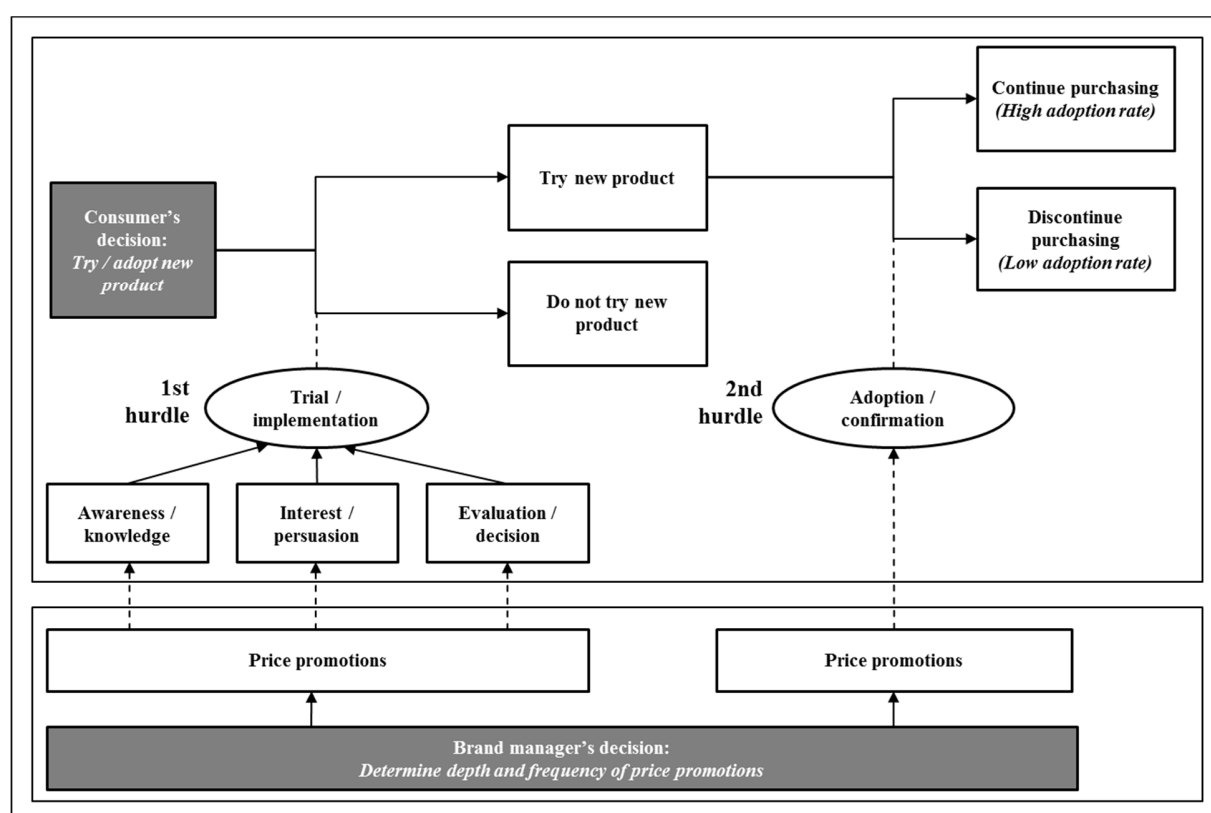 Continue purchasing
(High adoption rate)
Try new product
Consumer's
decision:
Try / adopt new
product
Discontinue
purchasing
(Low adoption rate)
Do not try new
product
1st
hurdle
Trial /
implementation
2nd
hurdle
Adoption /
confirmation
Awareness /
knowledge
Interest /
persuasion
Evaluation /
decision
Price promotions
Price promotions
Brand manager's decision:
Determine depth and frequency of price promotions